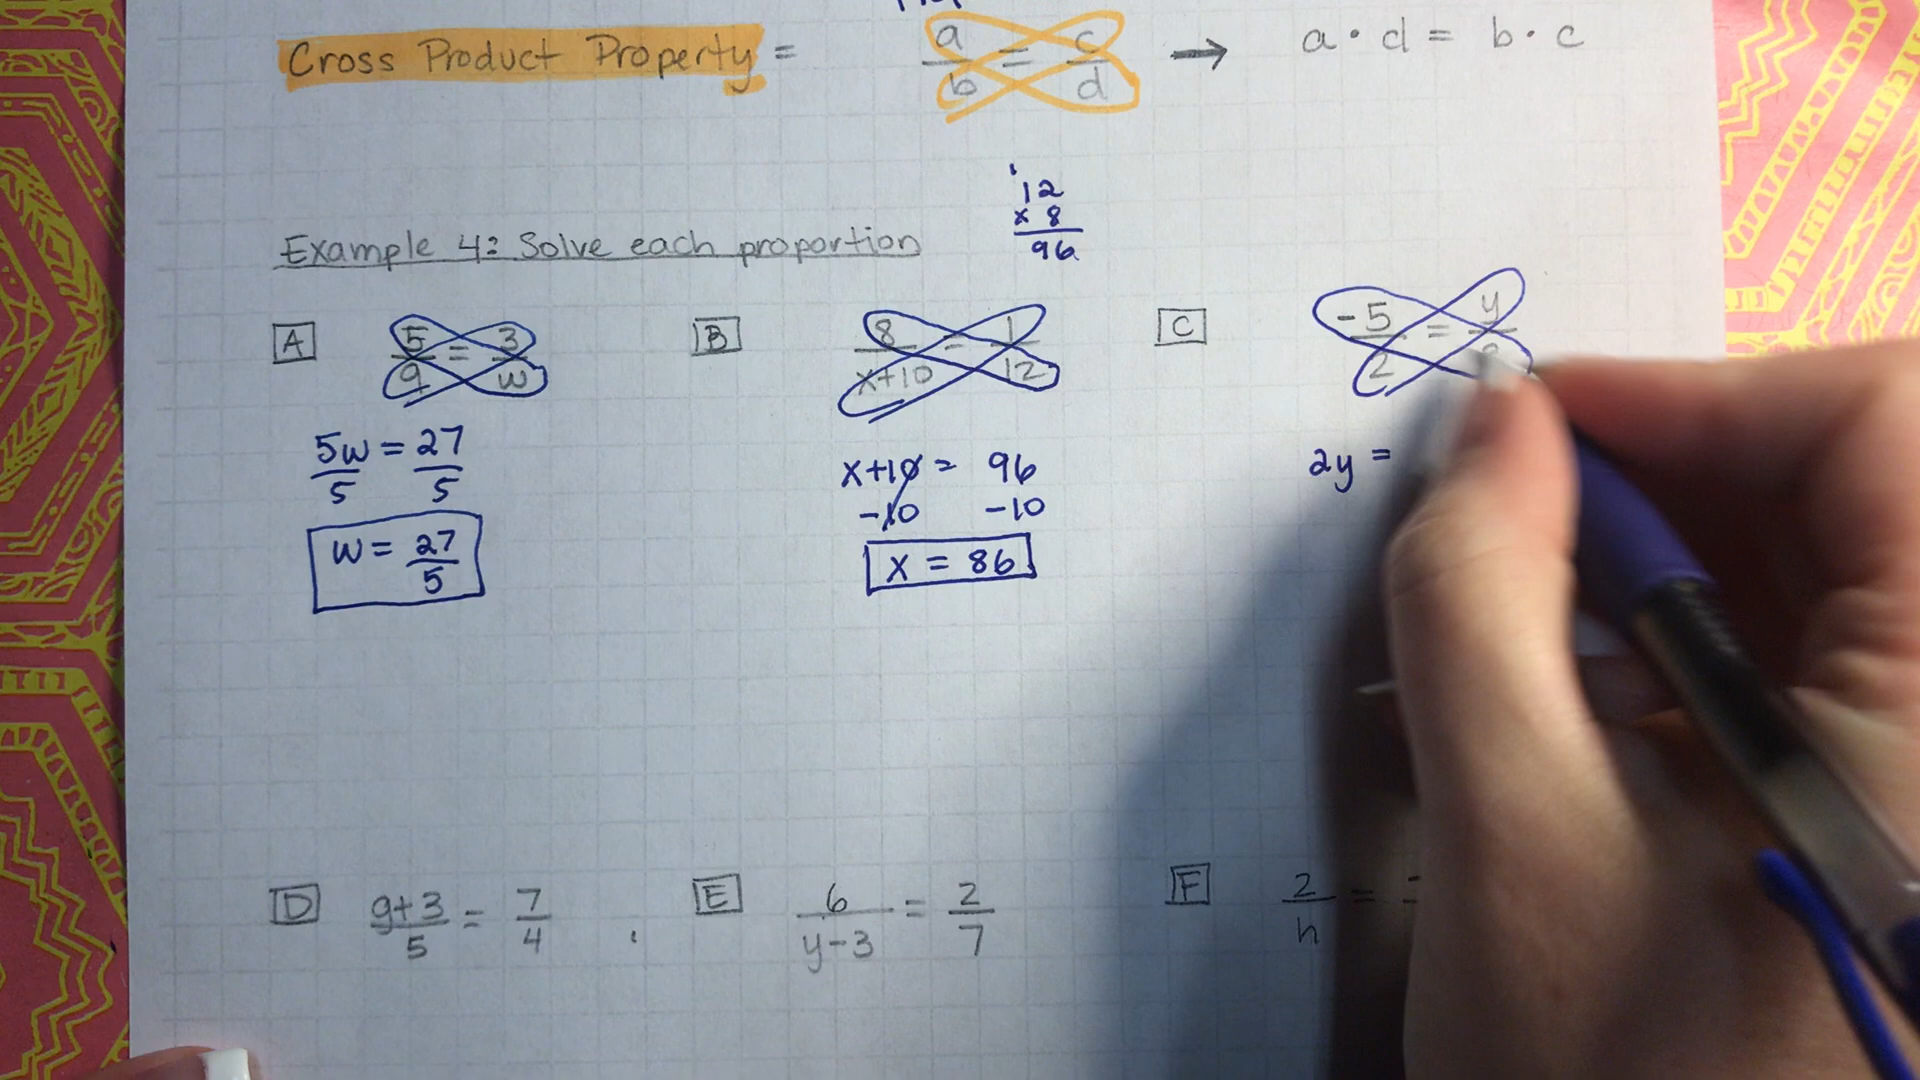 Cross Product Property = a/b = c/d → a · d = b · c
12
x 8
96
Example 4: Solve each proportion
A 5/9 = 3/w
5w/5 = 27/5
w = 27/5
B 8/x+10 = 1/12
x+10 = 96
-10 -10
x = 86
C -5/2 = y/
2y =
D g+3/5 = 7/4
E 6/y-3 = 2/7
F 2/h =